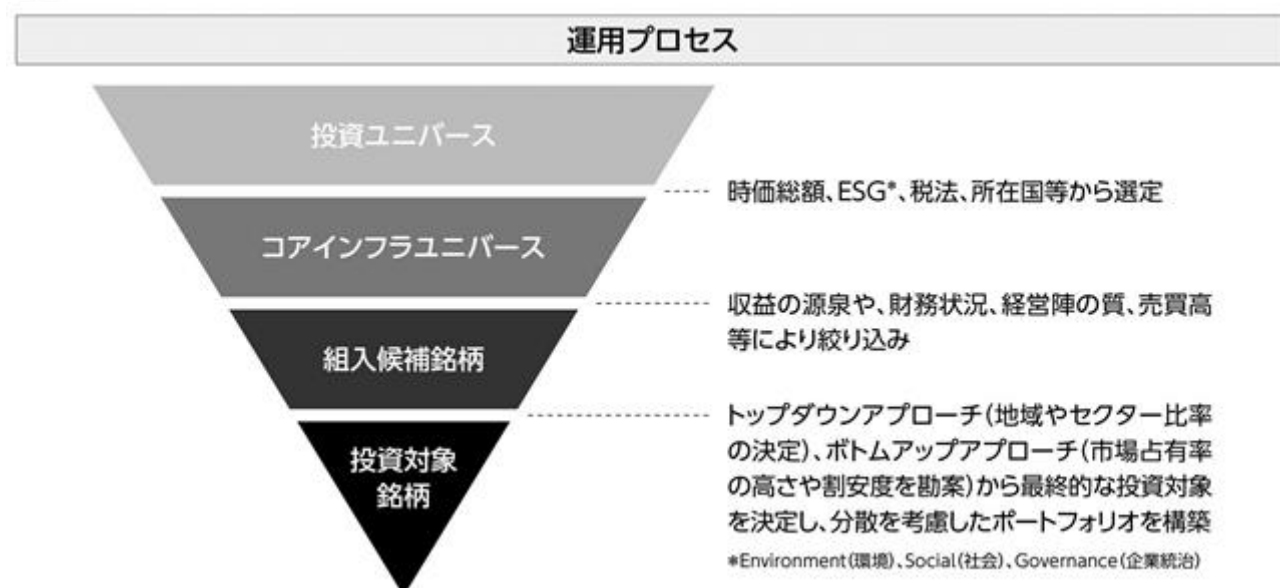 運用プロセス
投資ユニバース
時価総額、ESG*、税法、所在国等から選定
コアインフラユニバース
収益の源泉や、財務状況、経営陣の質、売買高
等により絞り込み
組入候補銘柄
トップダウンアプローチ(地域やセクター比率
の決定)、ボトムアップアプローチ(市場占有率
の高さや割安度を勘案)から最終的な投資対象
を決定し、分散を考慮したポートフォリオを構築
投資対象
銘柄
*Environment(環境)、Social(社会)、Governance(企業統治)